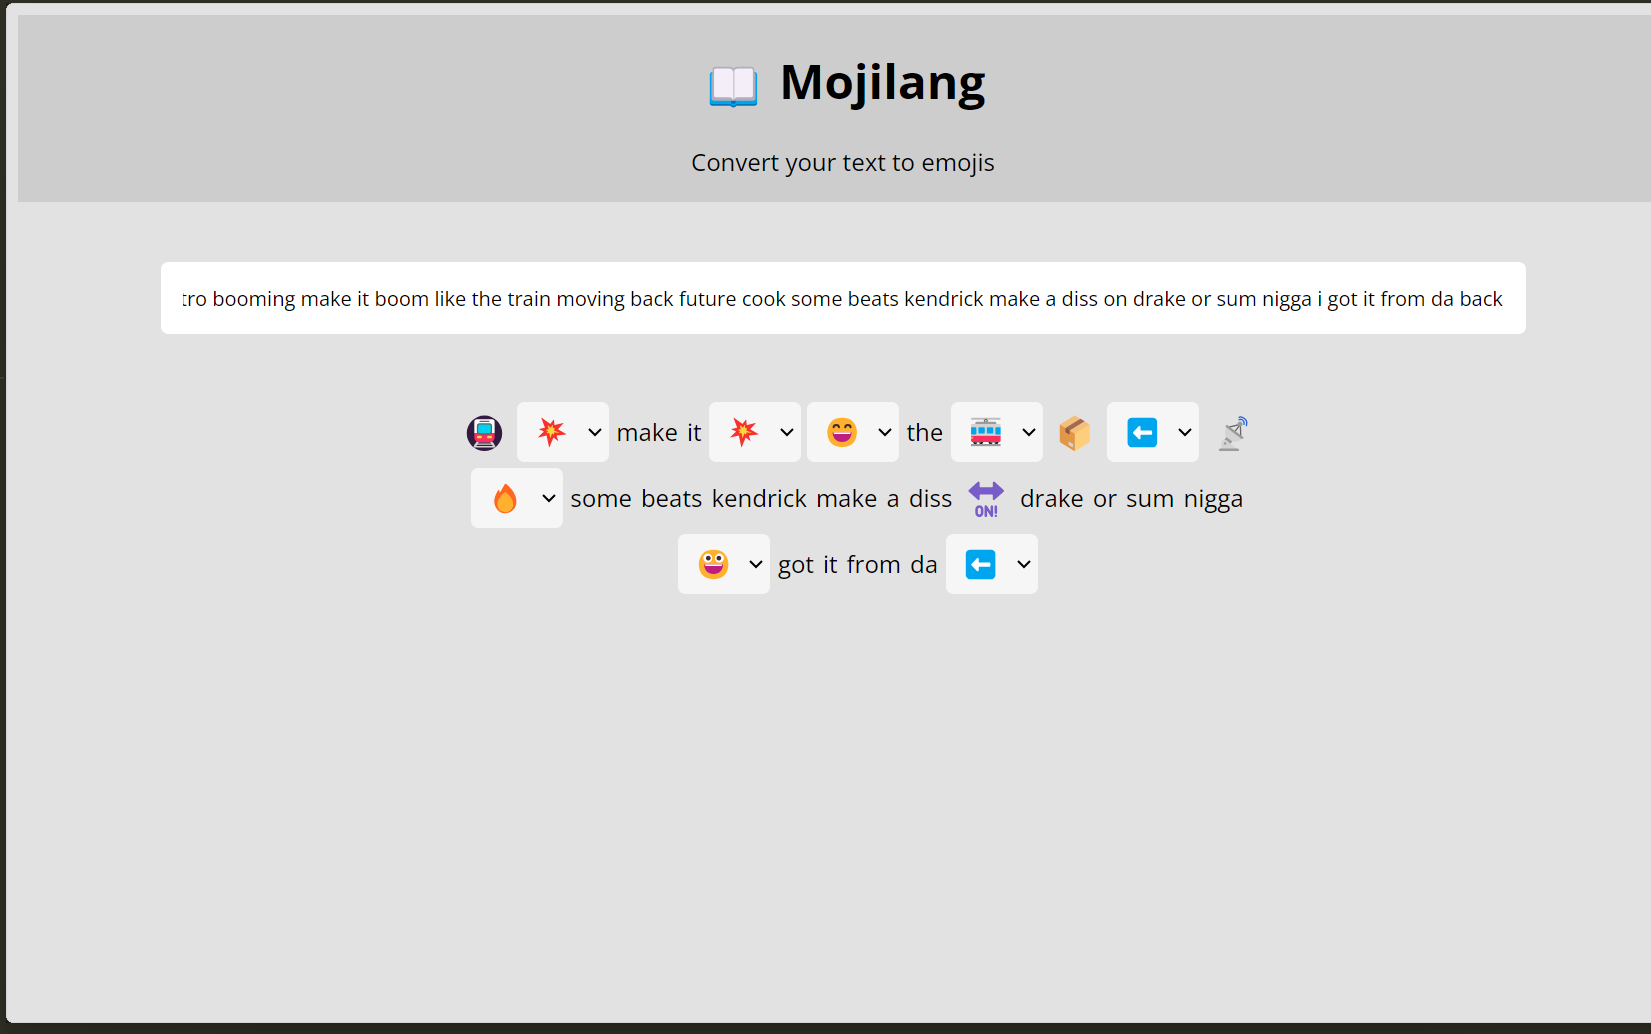 📖 Mojilang
Convert your text to emojis
tro booming make it boom like the train moving back future cook some beats kendrick make a diss on drake or sum nigga i got it from da back
make it the
some beats kendrick make a diss ON! drake or sum nigga
got it from da